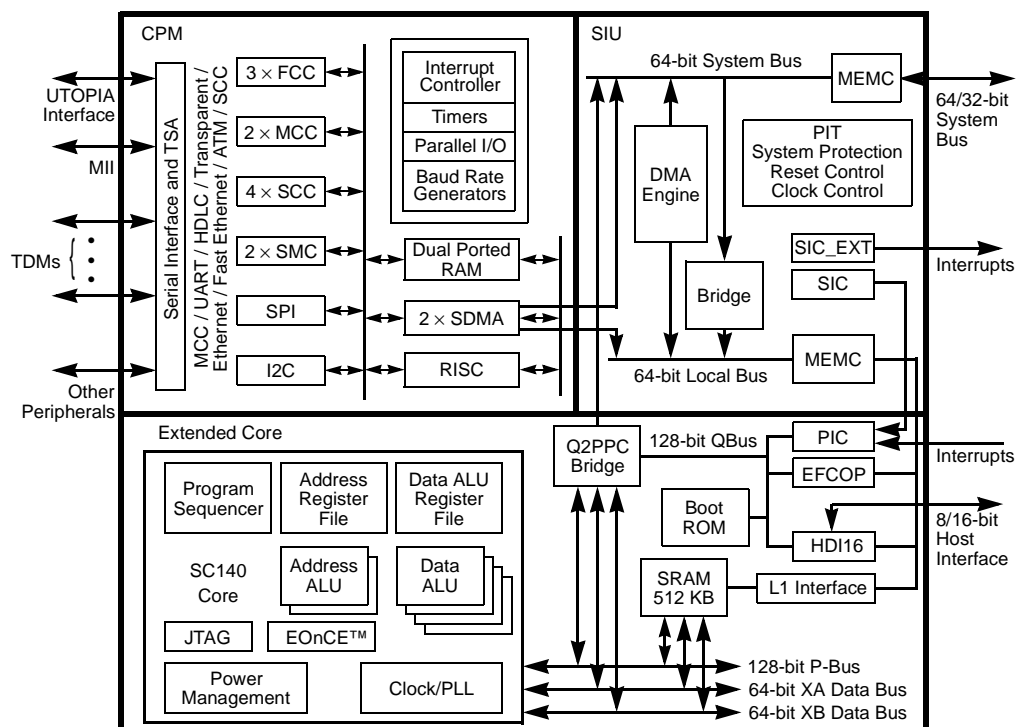 CPM
SIU
UTOPIA
Interface
MII
TDMs
Other
Peripherals
Serial Interface and TSA
MCC / UART / HDLC / Transparent /
Ethernet / Fast Ethernet / ATM / SCC
3 × FCC
2 × MCC
4 × SCC
2 × SMC
SPI
I2C
Interrupt
Controller
Timers
Parallel I/O
Baud Rate
Generators
Dual Ported
RAM
2 × SDMA
RISC
64-bit System Bus
MEMC
64/32-bit
System
Bus
DMA
Engine
PIT
System Protection
Reset Control
Clock Control
Bridge
SIC_EXT
Interrupts
SIC
MEMC
64-bit Local Bus
Extended Core
Program
Sequencer
Address
Register
File
Data ALU
Register
File
SC140
Core
Address
ALU
Data
ALU
JTAG
EOnCE™
Power
Management
Clock/PLL
Q2PPC
Bridge
128-bit QBus
PIC
Interrupts
EFCOP
Boot
ROM
HDI16
8/16-bit
Host
Interface
SRAM
512 KB
L1 Interface
128-bit P-Bus
64-bit XA Data Bus
64-bit XB Data Bus